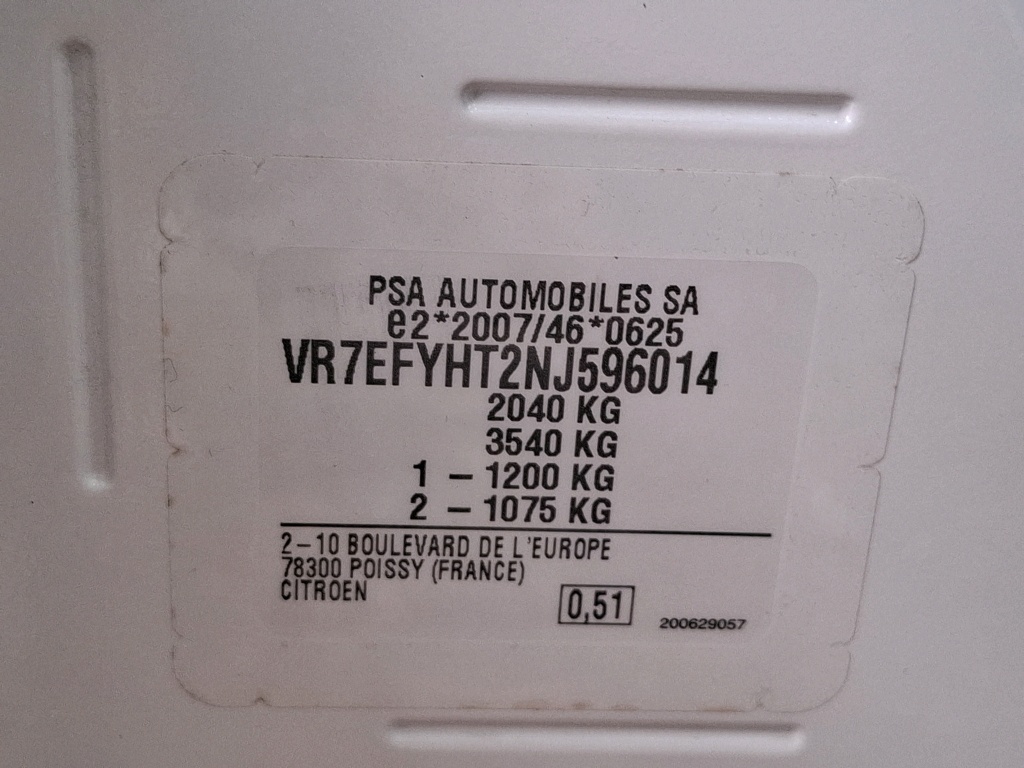 PSA AUTOMOBILES SA
e2*2007/46*0625
VR7EFYHT2NJ596014
2040 KG
3540 KG
1 – 1200 KG
2 – 1075 KG
2–10 BOULEVARD DE L'EUROPE
78300 POISSY (FRANCE)
CITROEN
0,51
200629057